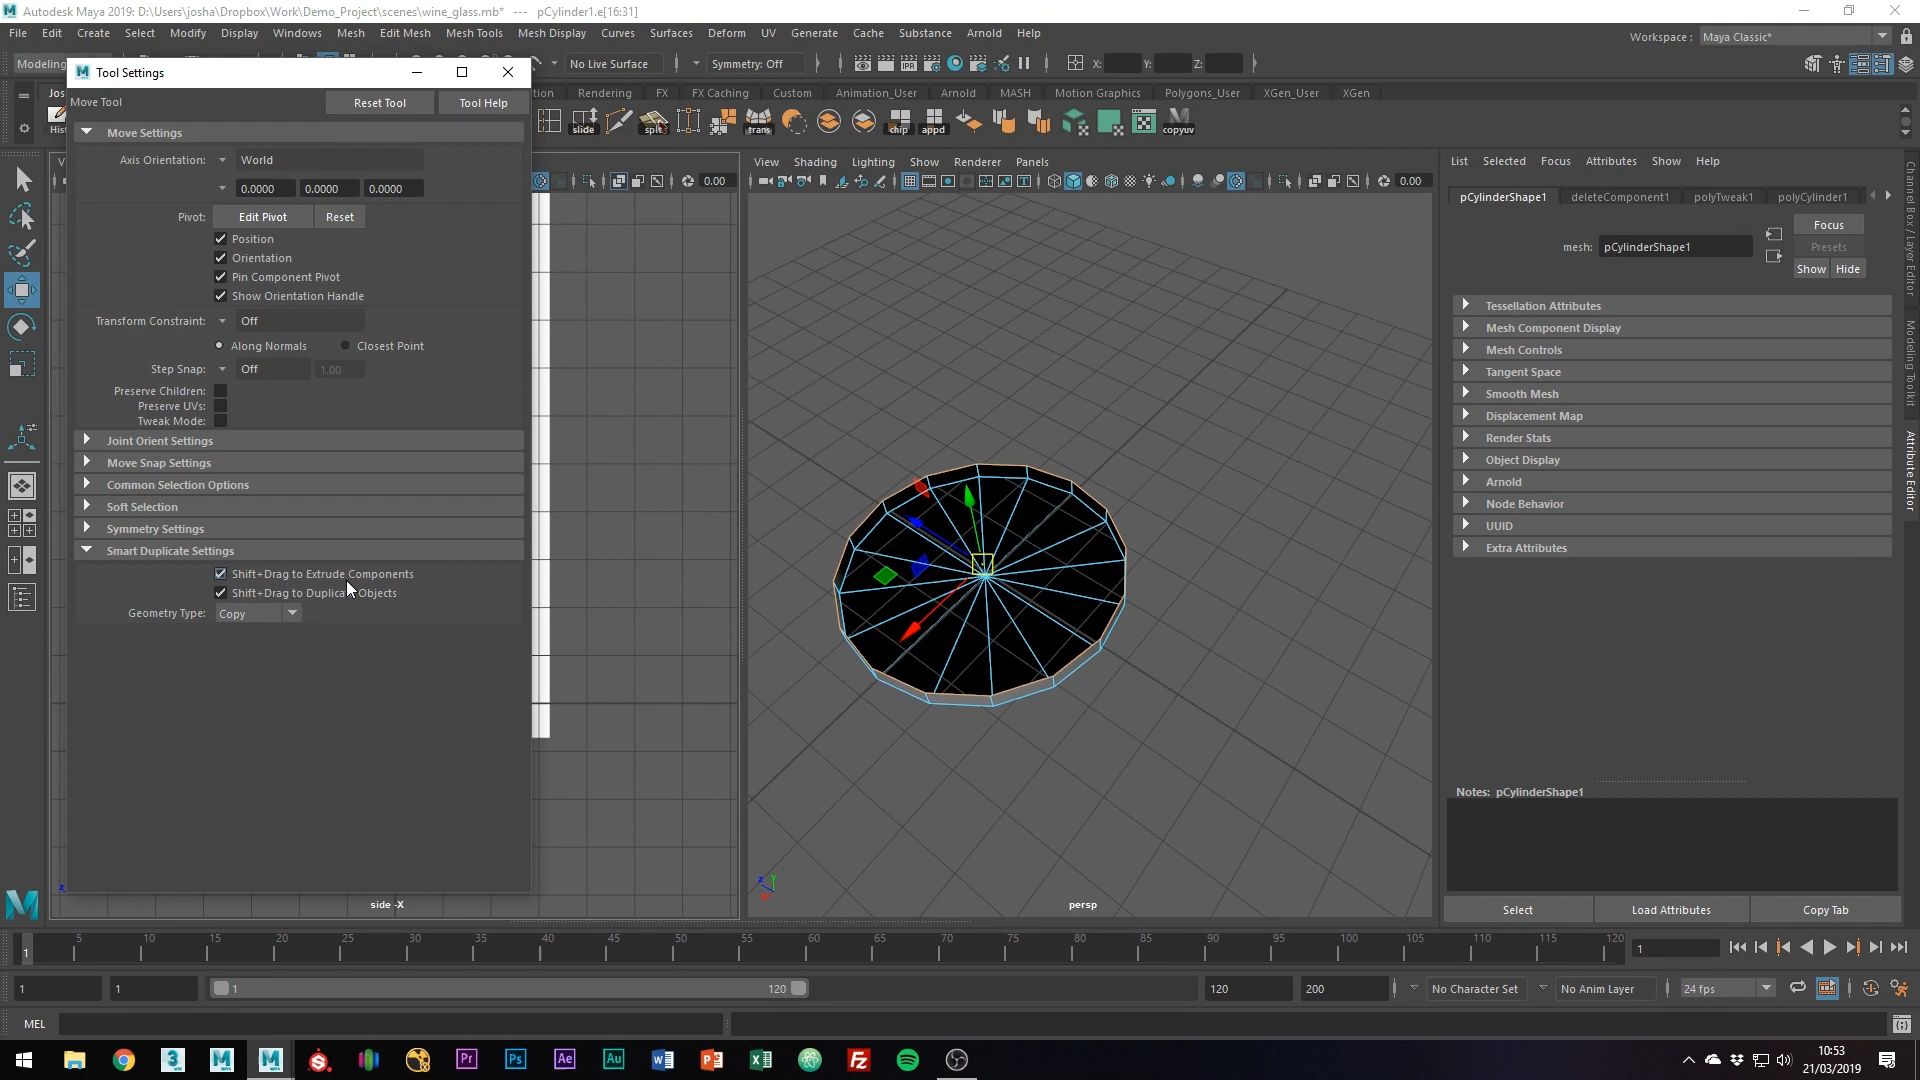 Autodesk Maya 2019: D:\Users\josha\Dropbox\Work\Demo_Project\scenes\wine_glass.mb* --- pCylinder1.e[16:31]
File Edit Create Select Modify Display Windows Mesh Edit Mesh Mesh Tools Mesh Display Curves Surfaces Deform UV Generate Cache Substance Arnold Help
Workspace : Maya Classic*
Modeling
No Live Surface
Symmetry: Off
X: Y: Z:
Tool Settings
Move Tool
Reset Tool
Tool Help
Rendering FX FX Caching Custom Animation_User Arnold MASH Motion Graphics Polygons_User XGen_User XGen
Hist
slide
split
trans
chip
appd
copyuv
Move Settings
Axis Orientation: World
0.0000 0.0000 0.0000
Pivot: Edit Pivot Reset
Position
Orientation
Pin Component Pivot
Show Orientation Handle
Transform Constraint: Off
Along Normals Closest Point
Step Snap: Off 1.00
Preserve Children:
Preserve UVs:
Tweak Mode:
Joint Orient Settings
Move Snap Settings
Common Selection Options
Soft Selection
Symmetry Settings
Smart Duplicate Settings
Shift+Drag to Extrude Components
Shift+Drag to Duplicate Objects
Geometry Type: Copy
0.00
side -X
z
View Shading Lighting Show Renderer Panels
0.00
persp
z y
List Selected Focus Attributes Show Help
pCylinderShape1 deleteComponent1 polyTweak1 polyCylinder1
mesh: pCylinderShape1
Focus
Presets
Show Hide
Tessellation Attributes
Mesh Component Display
Mesh Controls
Tangent Space
Smooth Mesh
Displacement Map
Render Stats
Object Display
Arnold
Node Behavior
UUID
Extra Attributes
Notes: pCylinderShape1
Select Load Attributes Copy Tab
Channel Box / Layer Editor
Modeling Toolkit
Attribute Editor
1 5 10 15 20 25 30 35 40 45 50 55 60 65 70 75 80 85 90 95 100 105 110 115 120
1
1 1 1 120 120 200
No Character Set
No Anim Layer
24 fps
MEL
10:53
21/03/2019